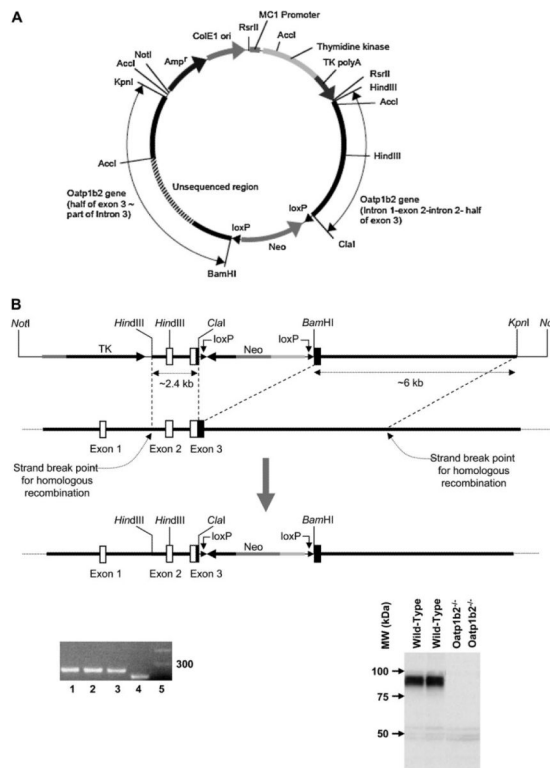 A
MC1 Promoter
ColE1 ori
RsrII
AccI
Thymidine kinase
TK polyA
Amp^r
NotI
AccI
KpnI
RsrII
HindIII
AccI
AccI
HindIII
Unsequenced region
Oatp1b2 gene
(half of exon 3 ~
part of Intron 3)
Oatp1b2 gene
(Intron 1-exon 2-intron 2- half
of exon 3)
loxP
loxP
Neo
ClaI
BamHI
B
NotI
HindIII
HindIII
ClaI
loxP
BamHI
loxP
KpnI
TK
Neo
~2.4 kb
~6 kb
Exon 1
Exon 2
Exon 3
Strand break point
for homologous
recombination
Strand break point
for homologous
recombination
HindIII
HindIII
ClaI
loxP
BamHI
loxP
Neo
Exon 1
Exon 2
Exon 3
300
1 2 3 4 5
MW (kDa)
Wild-Type
Wild-Type
Oatp1b2-/-
Oatp1b2-/-
100
75
50